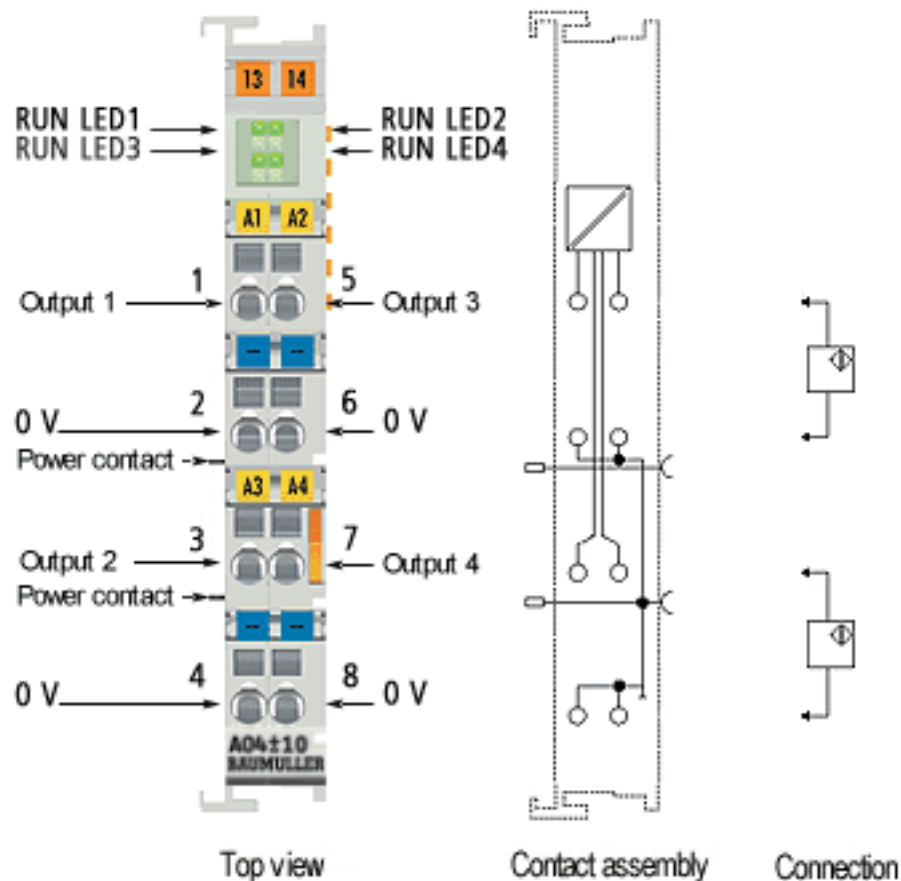 13 14
RUN LED1
RUN LED2
RUN LED3
RUN LED4
A1 A2
1
5
Output 1
Output 3
-- --
2
6
0 V
0 V
Power contact
A3 A4
3
7
Output 2
Output 4
Power contact
-- --
4
8
0 V
0 V
A04±10
BAUMULLER
Top view
Contact assembly
Connection